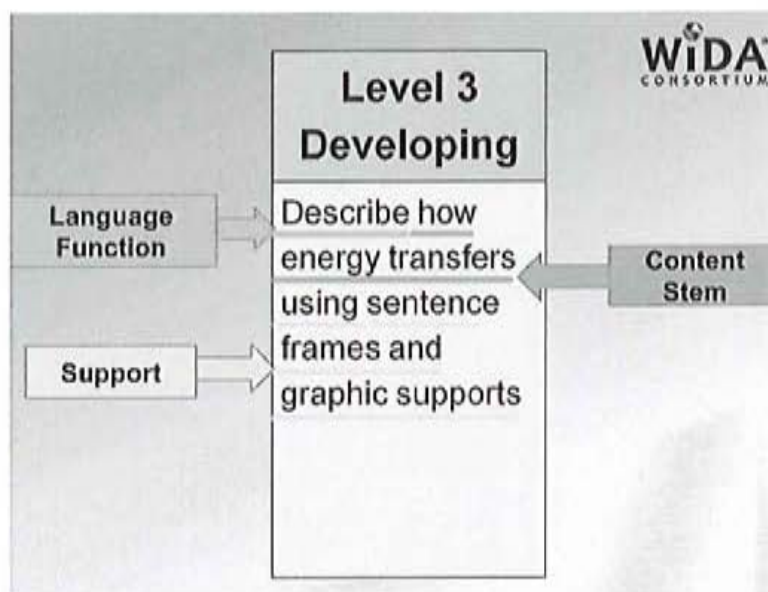 WiDA
CONSORTIUM
Level 3
Developing
Language
Function
Describe how
energy transfers
using sentence
frames and
graphic supports
Content
Stem
Support